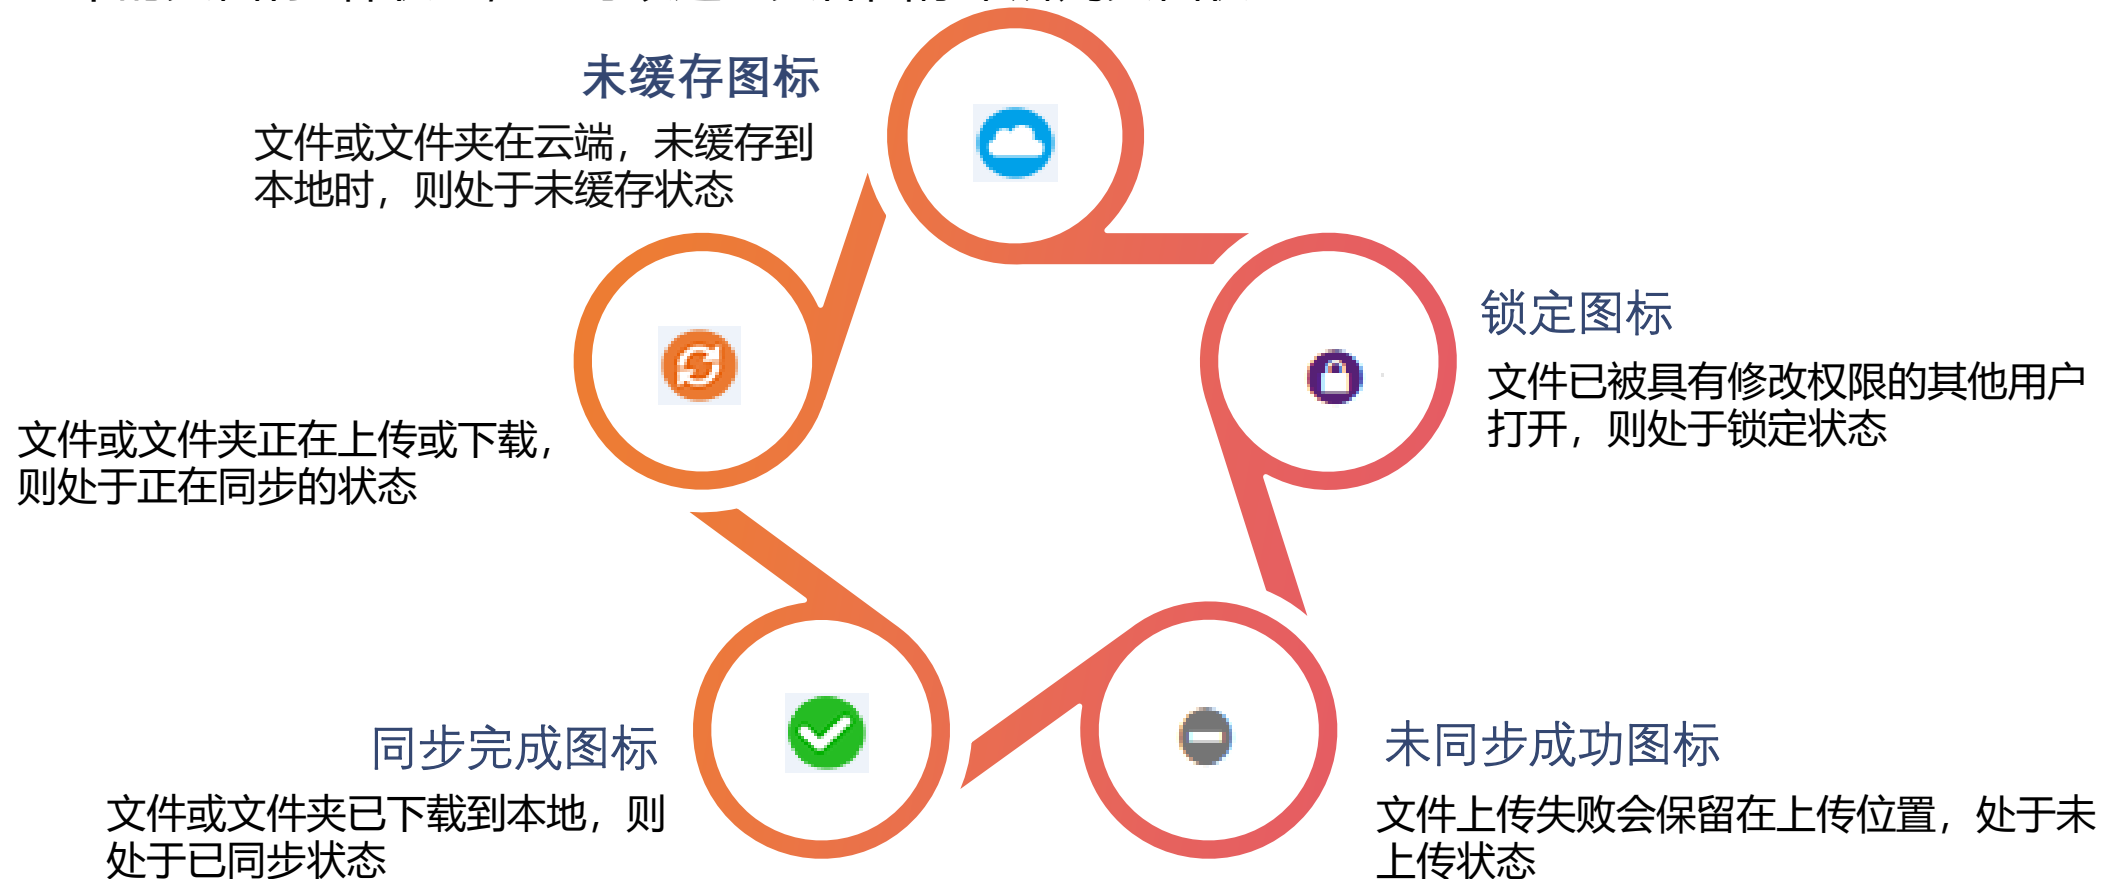 未缓存图标
文件或文件夹在云端，未缓存到
本地时，则处于未缓存状态
锁定图标
文件已被具有修改权限的其他用户
打开，则处于锁定状态
文件或文件夹正在上传或下载，
则处于正在同步的状态
同步完成图标
文件或文件夹已下载到本地，则
处于已同步状态
未同步成功图标
文件上传失败会保留在上传位置，处于未
上传状态